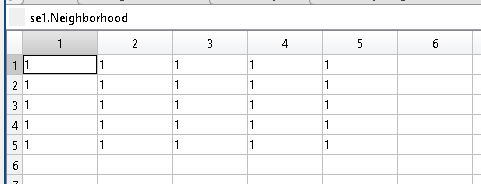 se1.Neighborhood
1 2 3 4 5 6
1 1 1 1 1 1
2 1 1 1 1 1
3 1 1 1 1 1
4 1 1 1 1 1
5 1 1 1 1 1
6